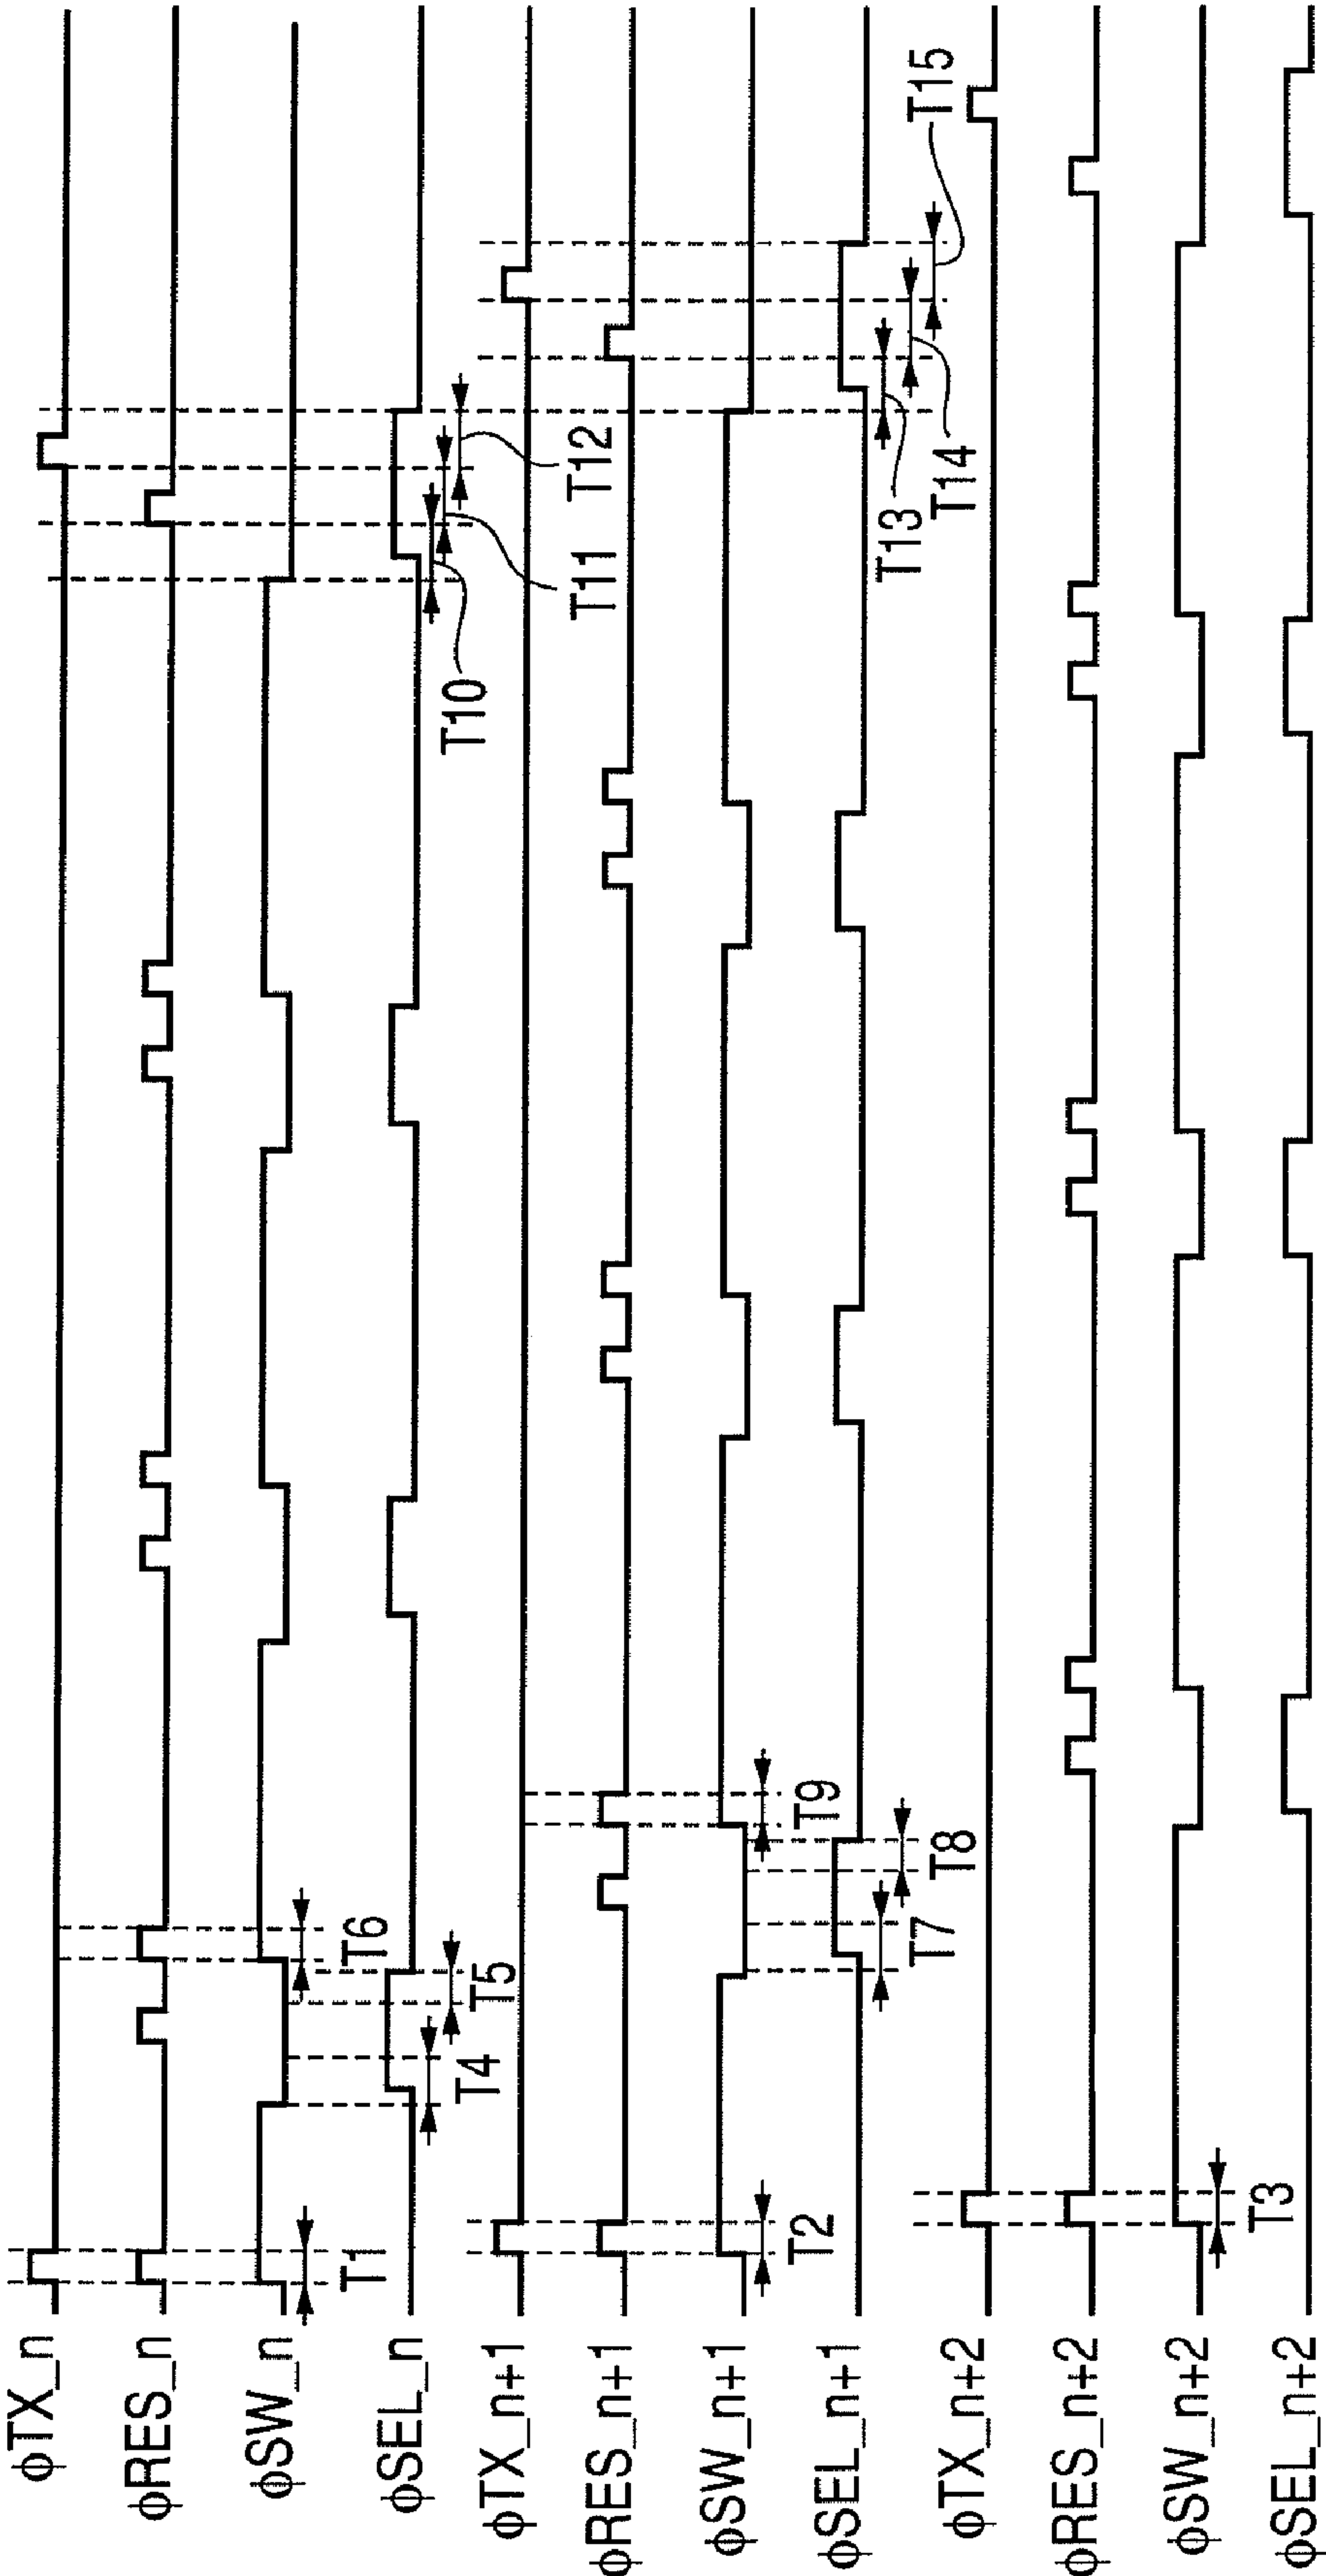 φTX_n
φRES_n
φSW_n
T1
T6
φSEL_n
T4
T5
T10
T11
T12
φTX_n+1
φRES_n+1
φSW_n+1
T2
T9
φSEL_n+1
T7
T8
T13
T14
T15
φTX_n+2
φRES_n+2
φSW_n+2
T3
φSEL_n+2